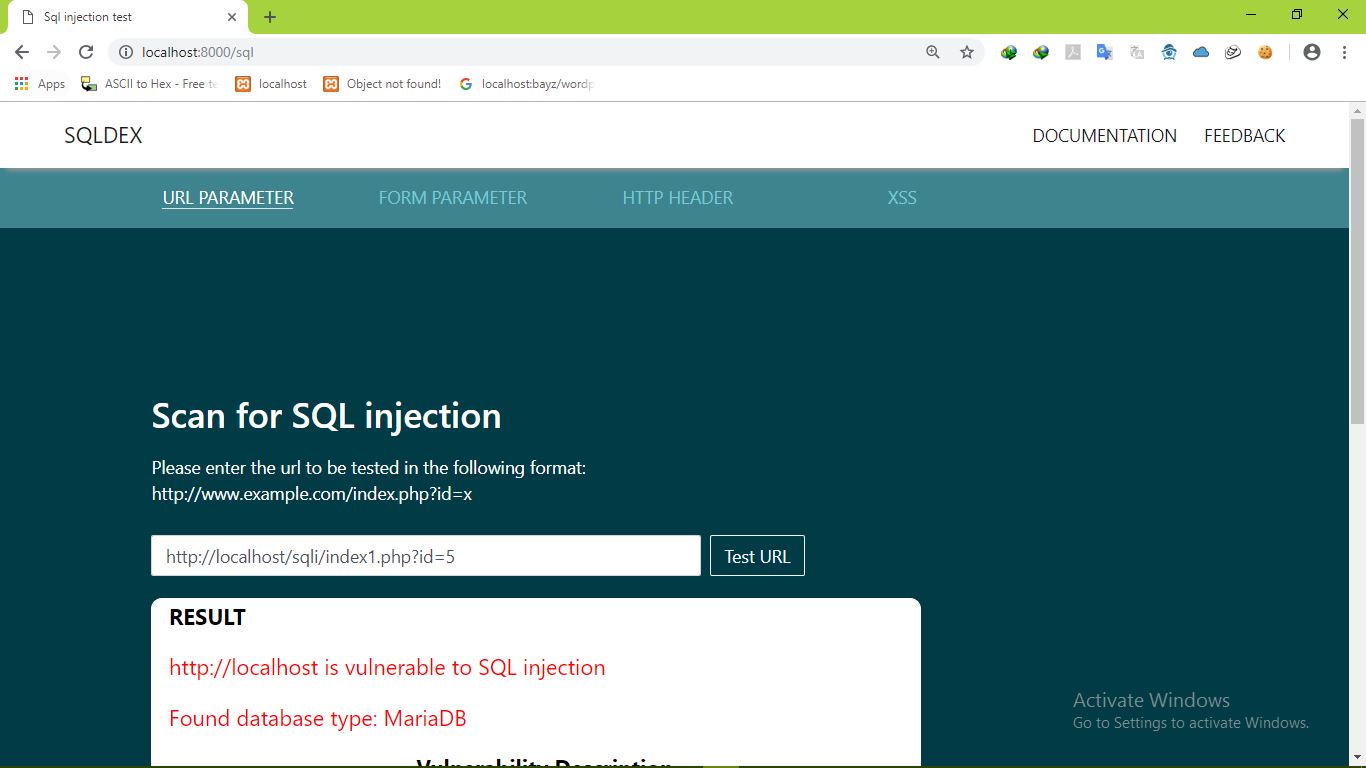 Sql injection test
localhost:8000/sql
Apps
ASCII to Hex - Free te
localhost
Object not found!
localhost:bayz/wordp
SQLDEX
DOCUMENTATION
FEEDBACK
URL PARAMETER
FORM PARAMETER
HTTP HEADER
XSS
Scan for SQL injection
Please enter the url to be tested in the following format:
http://www.example.com/index.php?id=x
http://localhost/sqli/index1.php?id=5
Test URL
RESULT
http://localhost is vulnerable to SQL injection
Found database type: MariaDB
Vulnerability Description
Activate Windows
Go to Settings to activate Windows.